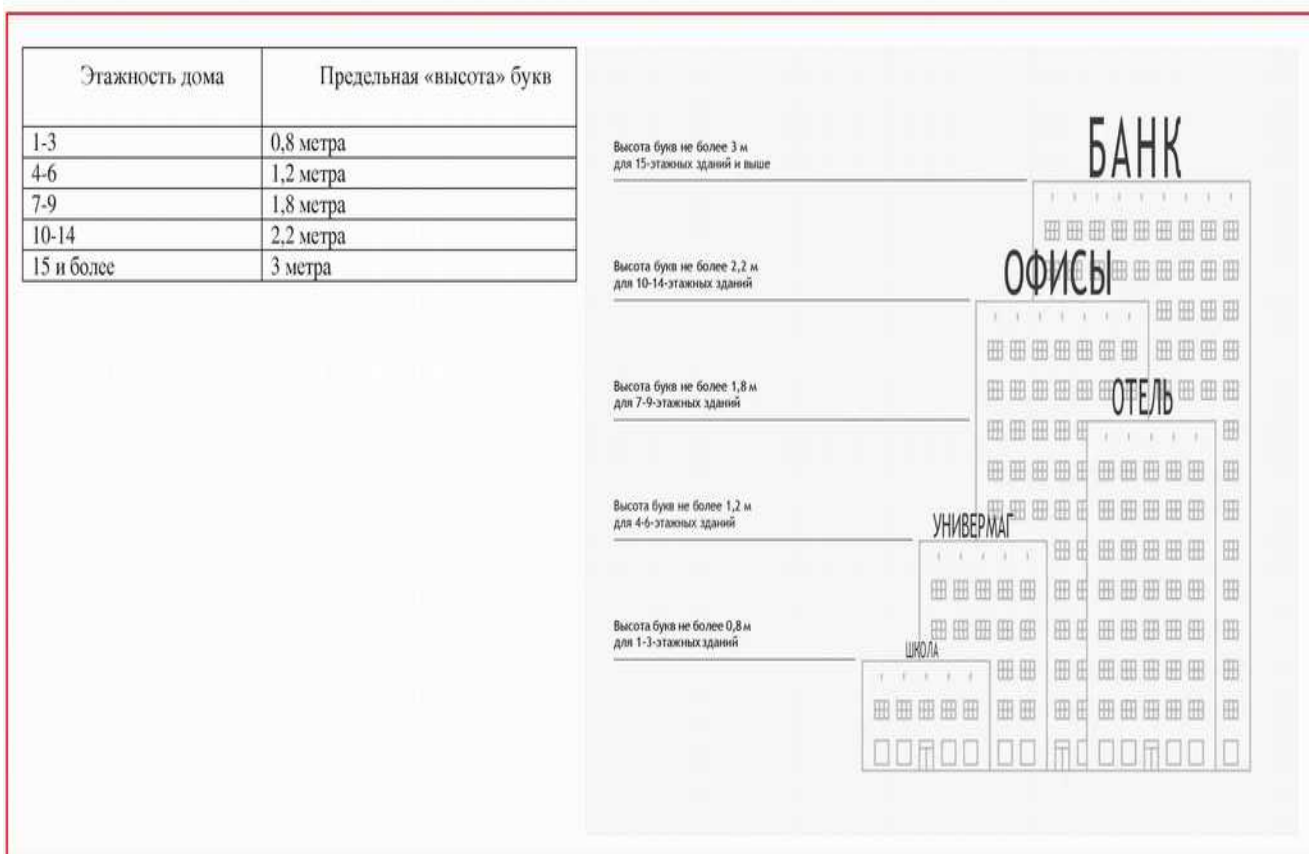 Этажность дома Предельная «высота» букв
1-3 0,8 метра
4-6 1,2 метра
7-9 1,8 метра
10-14 2,2 метра
15 и более 3 метра
Высота букв не более 3 м
для 15-этажных зданий и выше
БАНК
Высота букв не более 2,2 м
для 10-14-этажных зданий
ОФИСЫ
Высота букв не более 1,8 м
для 7-9-этажных зданий
ОТЕЛЬ
Высота букв не более 1,2 м
для 4-6-этажных зданий
УНИВЕРМАГ
Высота букв не более 0,8 м
для 1-3-этажных зданий
ШКОЛА